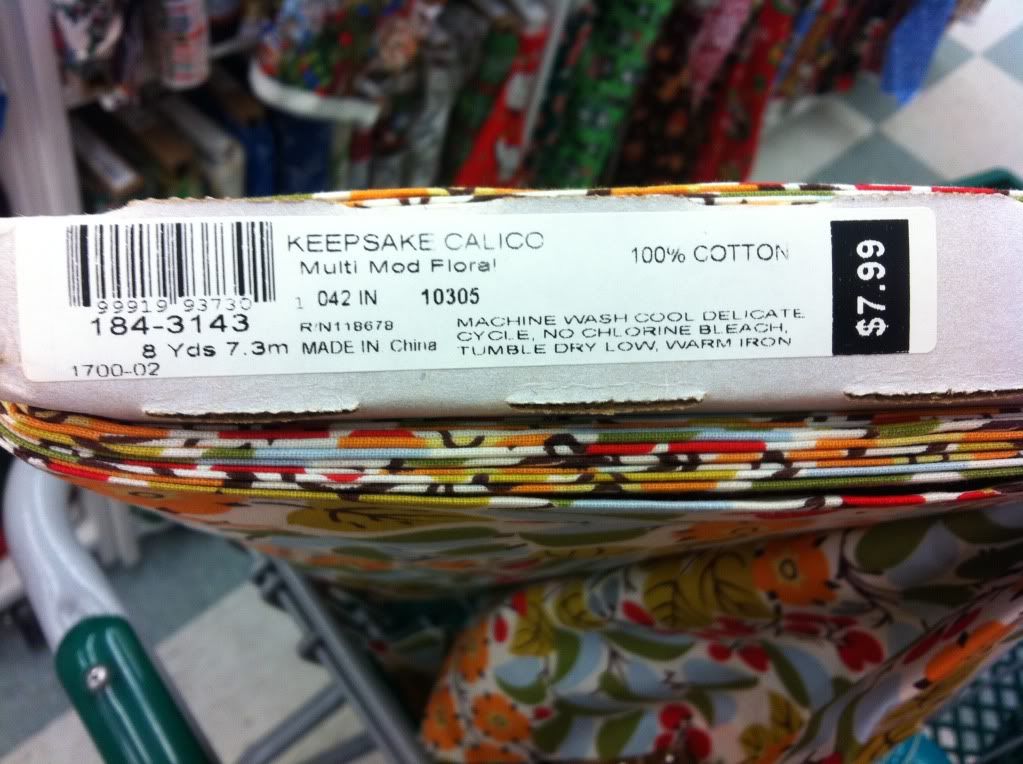 KEEPSAKE CALICO
Multi Mod Floral
100% COTTON
$7.99
99919 93730
1 042 IN 10305
184-3143
R/N118678
MACHINE WASH COOL DELICATE
CYCLE, NO CHLORINE BLEACH,
TUMBLE DRY LOW, WARM IRON
8 Yds 7.3m MADE IN China
1700-02